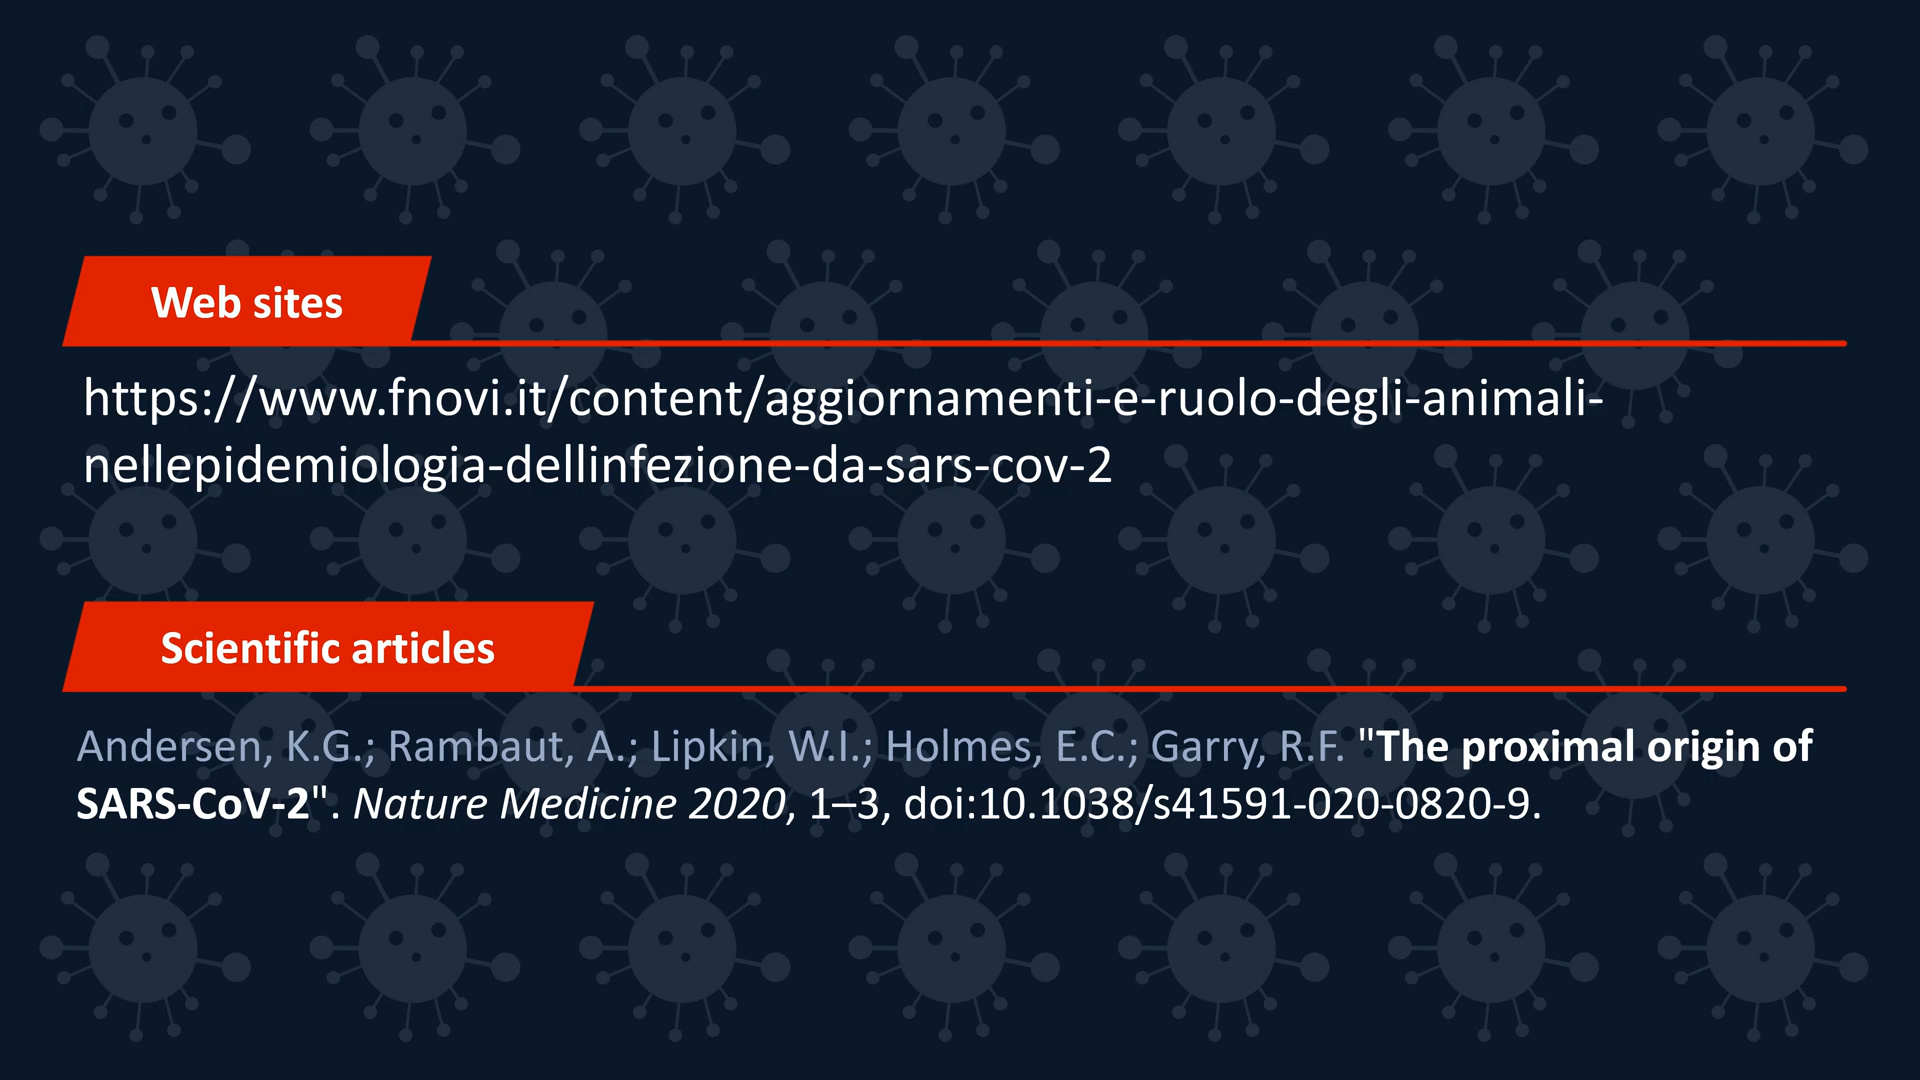 Web sites
https://www.fnovi.it/content/aggiornamenti-e-ruolo-degli-animali-
nellepidemiologia-dellinfezione-da-sars-cov-2
Scientific articles
Andersen, K.G.; Rambaut, A.; Lipkin, W.I.; Holmes, E.C.; Garry, R.F. "The proximal origin of
SARS-CoV-2". Nature Medicine 2020, 1–3, doi:10.1038/s41591-020-0820-9.